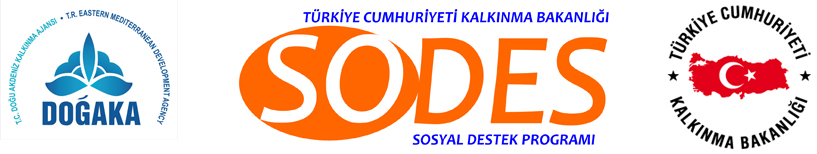 T.C. DOĞU AKDENİZ KALKINMA AJANSI • T.R. EASTERN MEDITERRANEAN DEVELOPMENT AGENCY
DOĞAKA
TÜRKİYE CUMHURİYETİ KALKINMA BAKANLIĞI
SODES
SOSYAL DESTEK PROGRAMI
TÜRKİYE CUMHURİYETİ
KALKINMA BAKANLIĞI